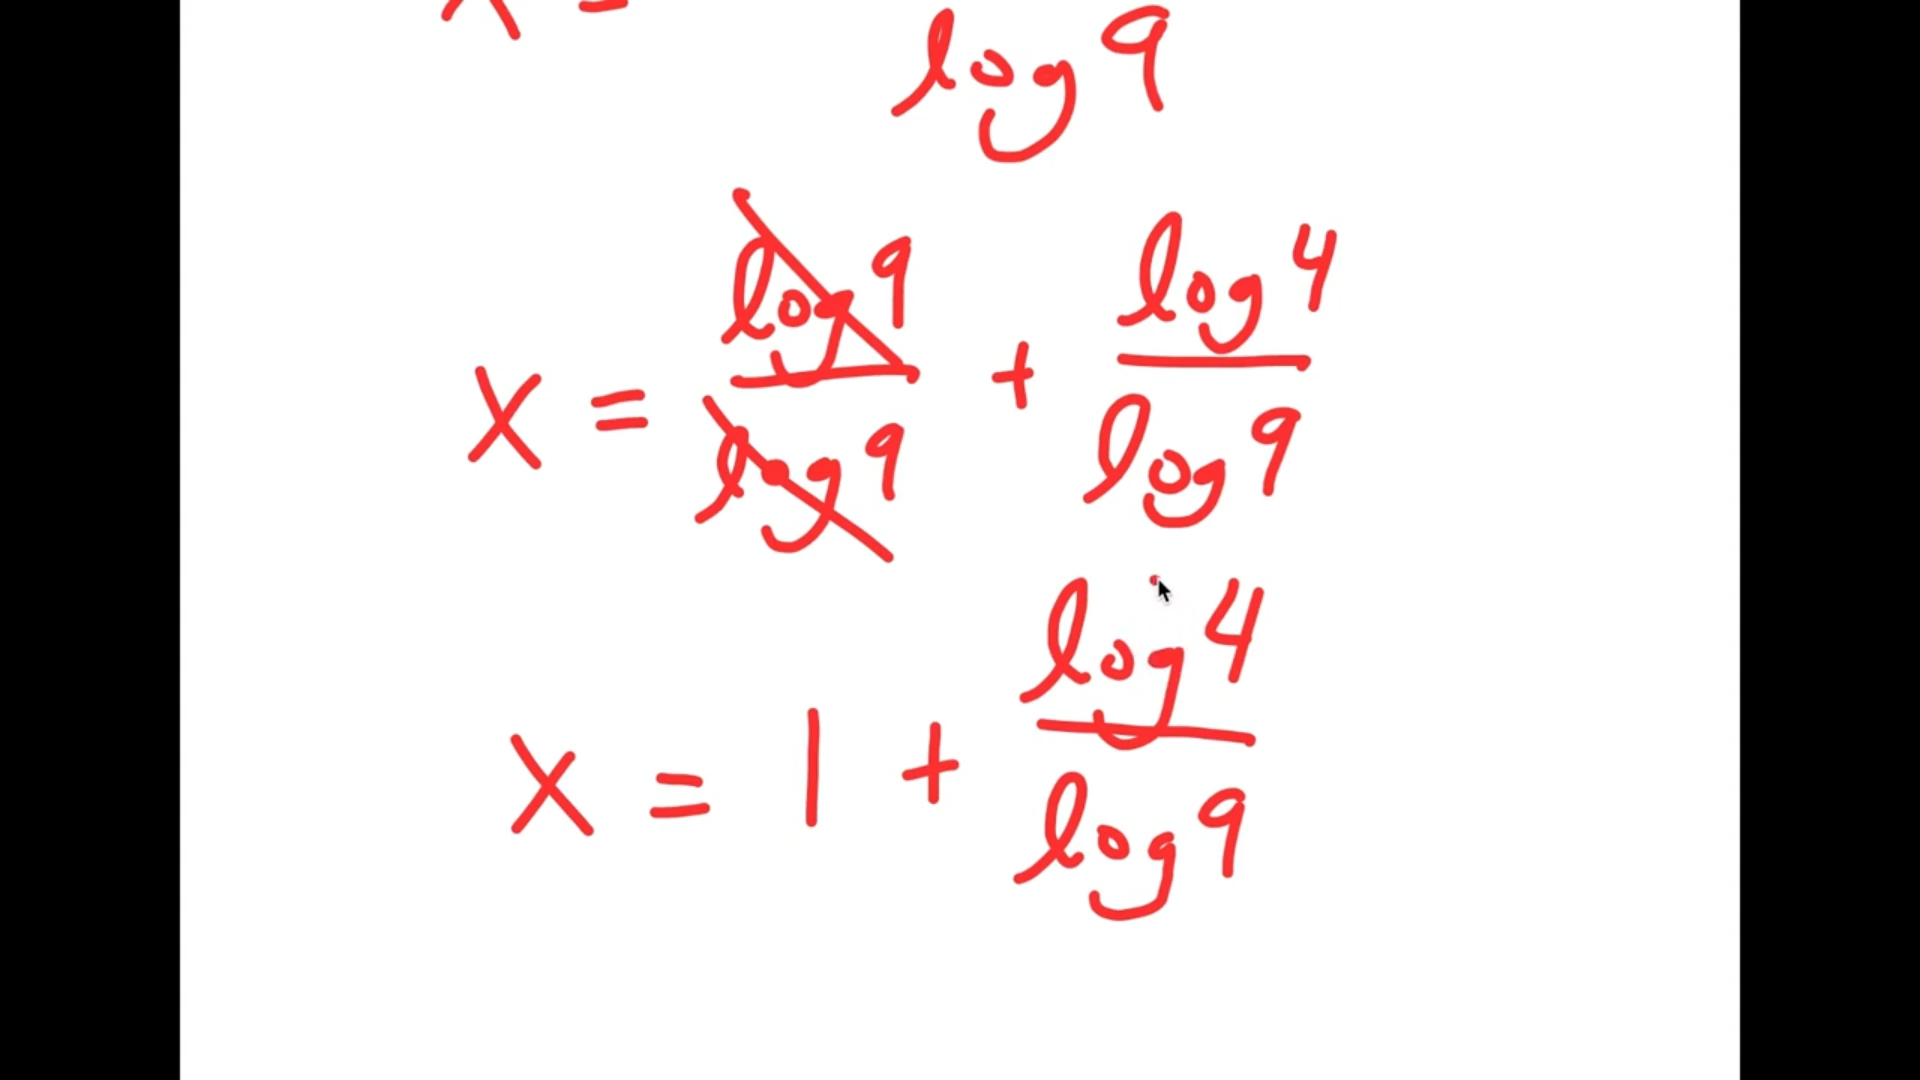 x =
log 9
x = log 9 / log 9 + log 4 / log 9
x = 1 + log 4 / log 9